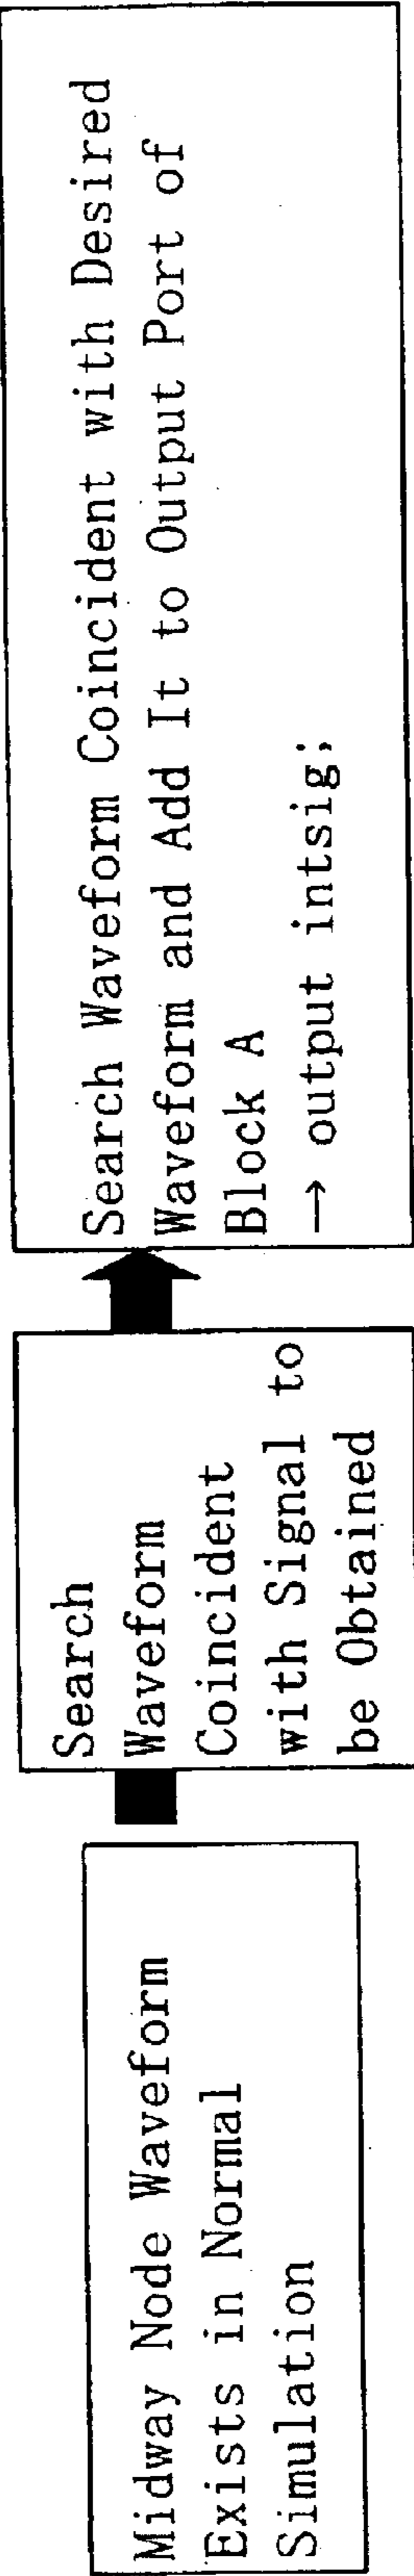 Midway Node Waveform
Exists in Normal
Simulation
Search
Waveform
Coincident
with Signal to
be Obtained
Search Waveform Coincident with Desired
Waveform and Add It to Output Port of
Block A
→ output intsig;